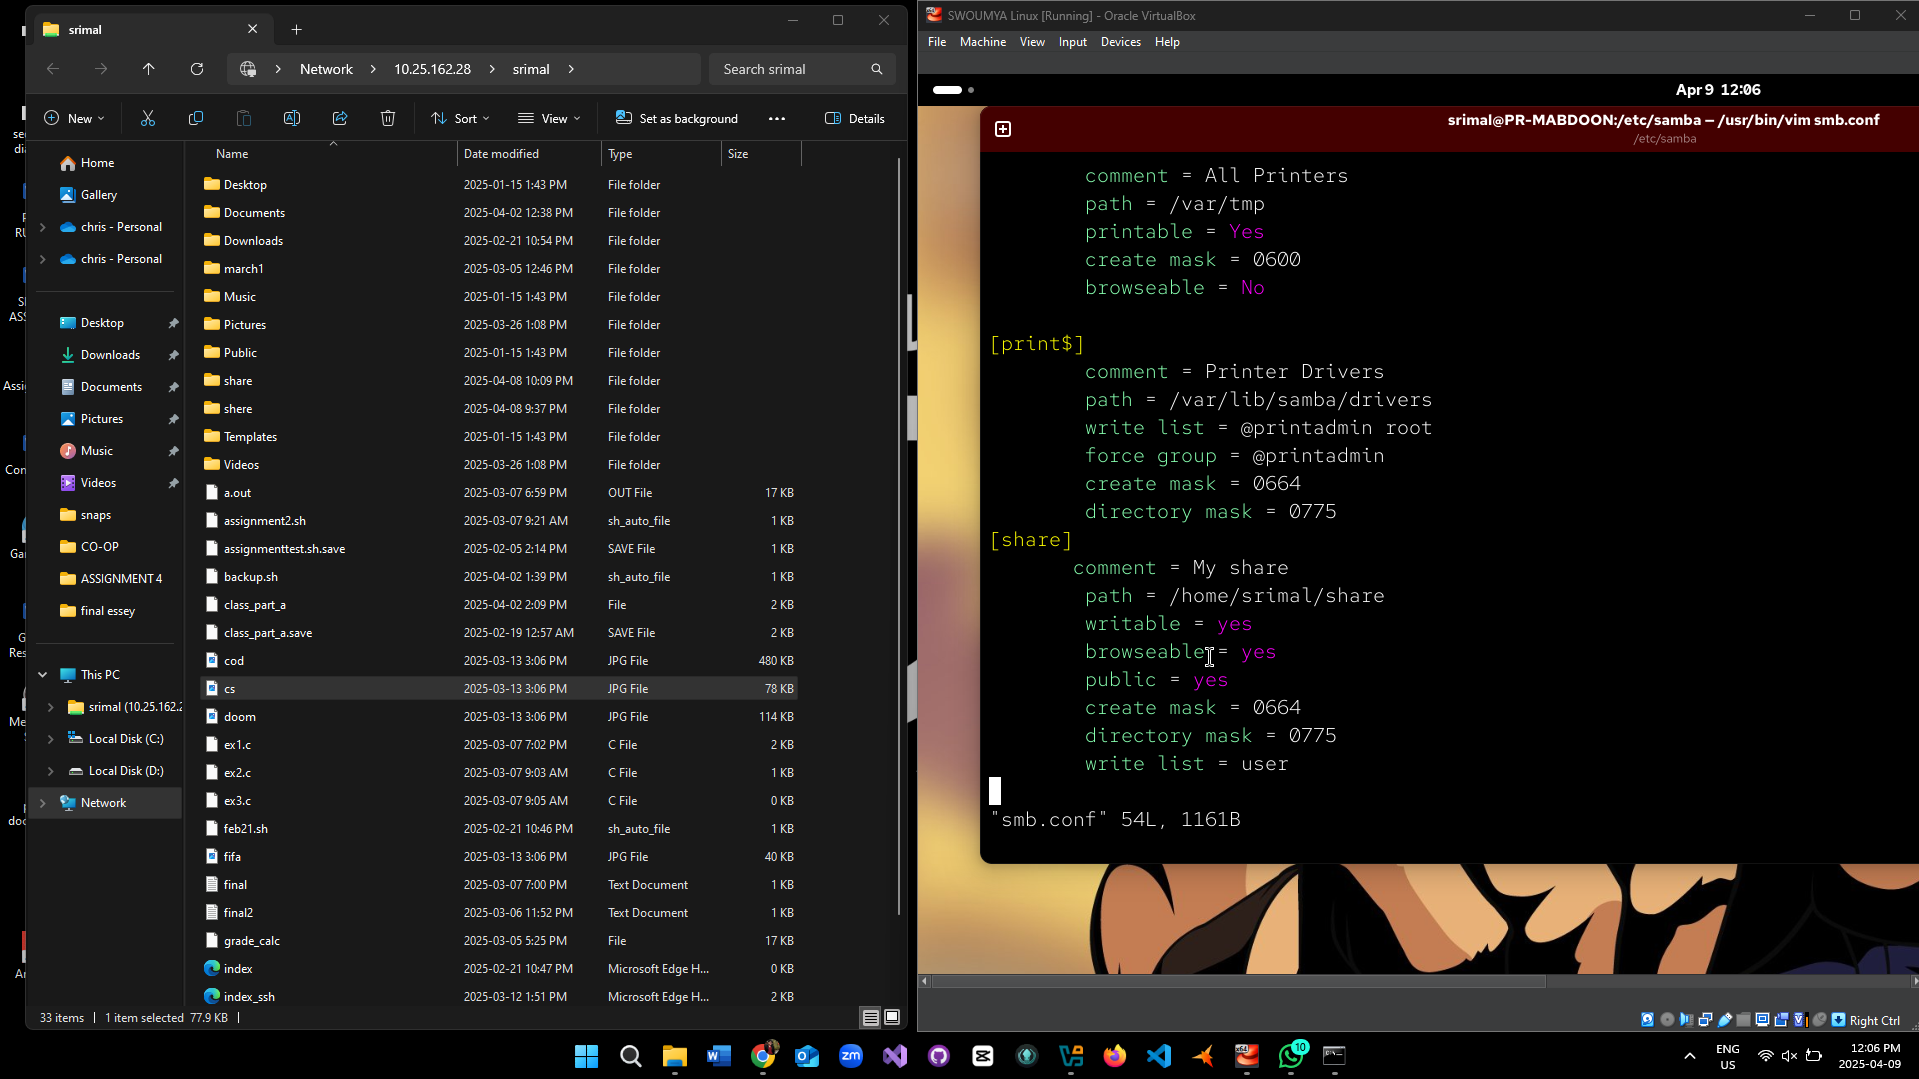 srimal
Network
10.25.162.28
srimal
Search srimal
New
Sort
View
Set as background
Details
Name
Date modified
Type
Size
Home
Gallery
chris - Personal
chris - Personal
Desktop
Downloads
Documents
Pictures
Music
Videos
snaps
CO-OP
ASSIGNMENT 4
final essey
This PC
srimal (10.25.162.2
Local Disk (C:)
Local Disk (D:)
Network
Desktop 2025-01-15 1:43 PM File folder
Documents 2025-04-02 12:38 PM File folder
Downloads 2025-02-21 10:54 PM File folder
march1 2025-03-05 12:46 PM File folder
Music 2025-01-15 1:43 PM File folder
Pictures 2025-03-26 1:08 PM File folder
Public 2025-01-15 1:43 PM File folder
share 2025-04-08 10:09 PM File folder
shere 2025-04-08 9:37 PM File folder
Templates 2025-01-15 1:43 PM File folder
Videos 2025-03-26 1:08 PM File folder
a.out 2025-03-07 6:59 PM OUT File 17 KB
assignment2.sh 2025-03-07 9:21 AM sh_auto_file 1 KB
assignmenttest.sh.save 2025-02-05 2:14 PM SAVE File 1 KB
backup.sh 2025-04-02 1:39 PM sh_auto_file 1 KB
class_part_a 2025-04-02 2:09 PM File 2 KB
class_part_a.save 2025-02-19 12:57 AM SAVE File 2 KB
cod 2025-03-13 3:06 PM JPG File 480 KB
cs 2025-03-13 3:06 PM JPG File 78 KB
doom 2025-03-13 3:06 PM JPG File 114 KB
ex1.c 2025-03-07 7:02 PM C File 2 KB
ex2.c 2025-03-07 9:03 AM C File 1 KB
ex3.c 2025-03-07 9:05 AM C File 0 KB
feb21.sh 2025-02-21 10:46 PM sh_auto_file 1 KB
fifa 2025-03-13 3:06 PM JPG File 40 KB
final 2025-03-07 7:00 PM Text Document 1 KB
final2 2025-03-06 11:52 PM Text Document 1 KB
grade_calc 2025-03-05 5:25 PM File 17 KB
index 2025-02-21 10:47 PM Microsoft Edge H... 0 KB
index_ssh 2025-03-12 1:51 PM Microsoft Edge H... 2 KB
33 items 1 item selected 77.9 KB
SWOUMYA Linux [Running] - Oracle VirtualBox
File Machine View Input Devices Help
Apr 9 12:06
srimal@PR-MABDOON:/etc/samba — /usr/bin/vim smb.conf
/etc/samba
comment = All Printers
path = /var/tmp
printable = Yes
create mask = 0600
browseable = No
[print$]
comment = Printer Drivers
path = /var/lib/samba/drivers
write list = @printadmin root
force group = @printadmin
create mask = 0664
directory mask = 0775
[share]
comment = My share
path = /home/srimal/share
writable = yes
browseable = yes
public = yes
create mask = 0664
directory mask = 0775
write list = user
"smb.conf" 54L, 1161B
Right Ctrl
zm
10
ENG
US
12:06 PM
2025-04-09